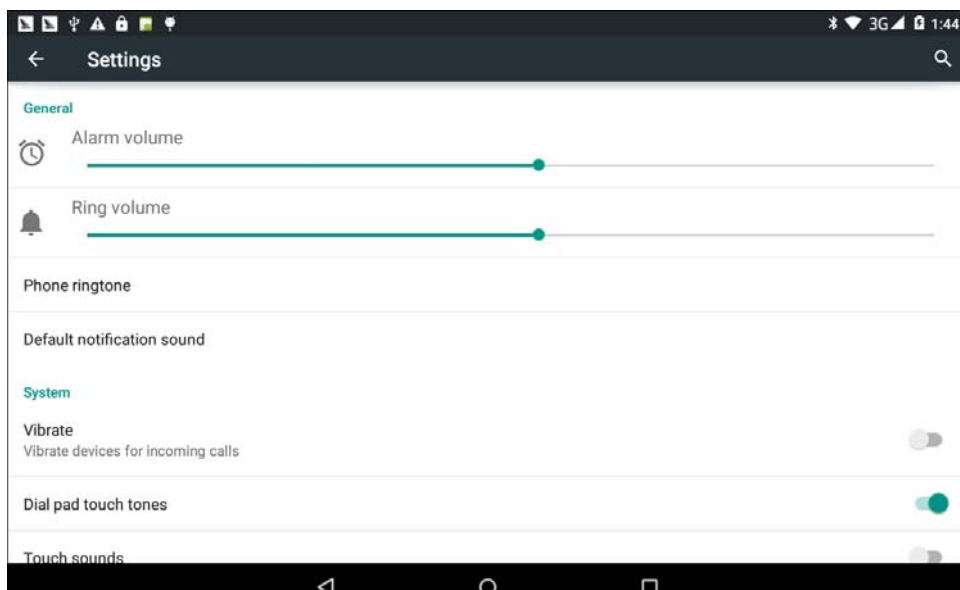 3G 1:44
Settings
General
Alarm volume
Ring volume
Phone ringtone
Default notification sound
System
Vibrate
Vibrate devices for incoming calls
Dial pad touch tones
Touch sounds